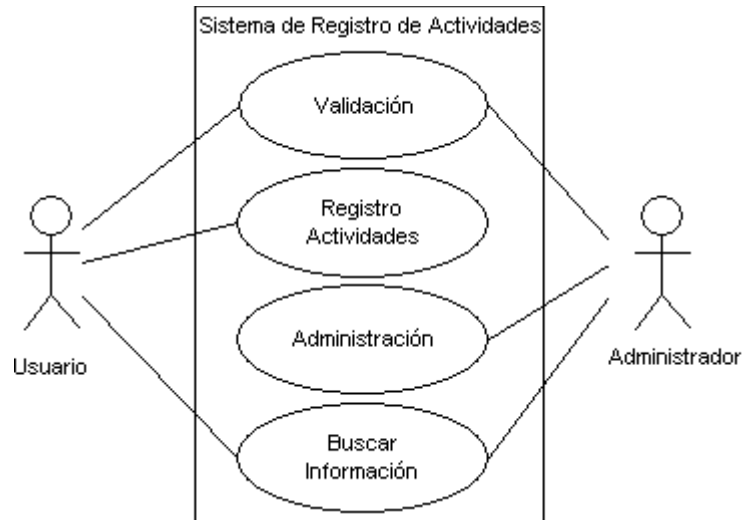 Sistema de Registro de Actividades
Validación
Registro
Actividades
Administración
Usuario
Administrador
Buscar
Información